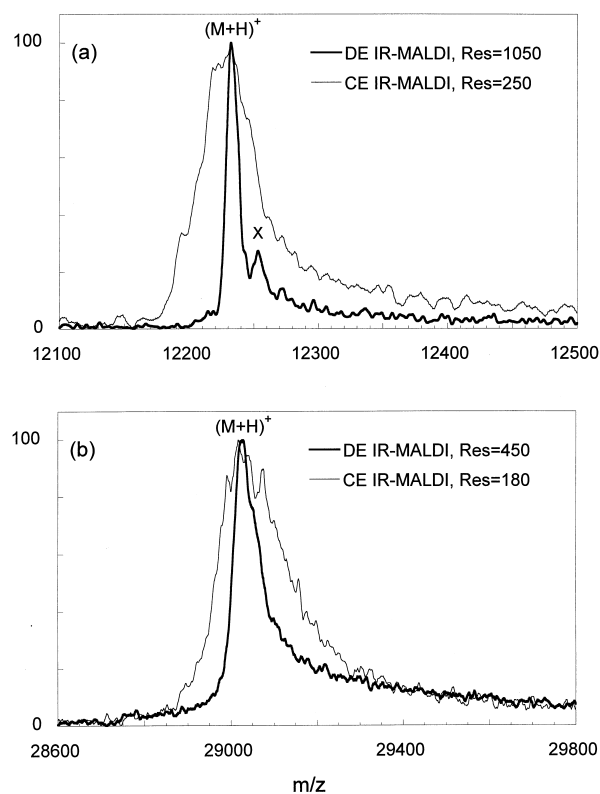 (M+H)+
100
(a)
DE IR-MALDI, Res=1050
CE IR-MALDI, Res=250
X
0
12100 12200 12300 12400 12500
(M+H)+
100
(b)
DE IR-MALDI, Res=450
CE IR-MALDI, Res=180
0
28600 29000 29400 29800
m/z